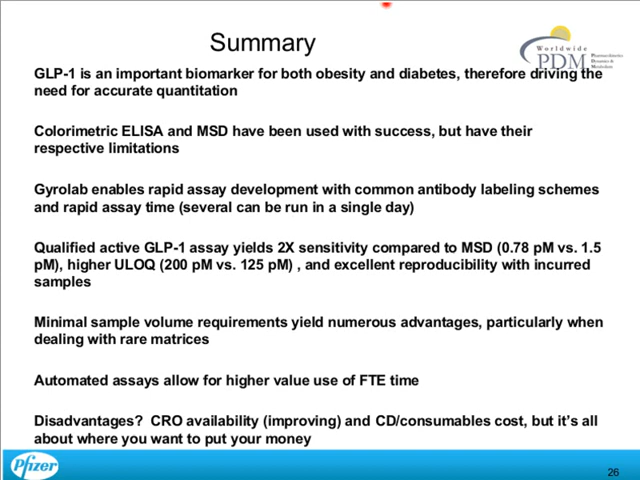 Summary
Worldwide
PDM
Pharmacokinetics
Dynamics &
Metabolism
GLP-1 is an important biomarker for both obesity and diabetes, therefore driving the
need for accurate quantitation
Colorimetric ELISA and MSD have been used with success, but have their
respective limitations
Gyrolab enables rapid assay development with common antibody labeling schemes
and rapid assay time (several can be run in a single day)
Qualified active GLP-1 assay yields 2X sensitivity compared to MSD (0.78 pM vs. 1.5
pM), higher ULOQ (200 pM vs. 125 pM) , and excellent reproducibility with incurred
samples
Minimal sample volume requirements yield numerous advantages, particularly when
dealing with rare matrices
Automated assays allow for higher value use of FTE time
Disadvantages? CRO availability (improving) and CD/consumables cost, but it's all
about where you want to put your money
Pfizer
26